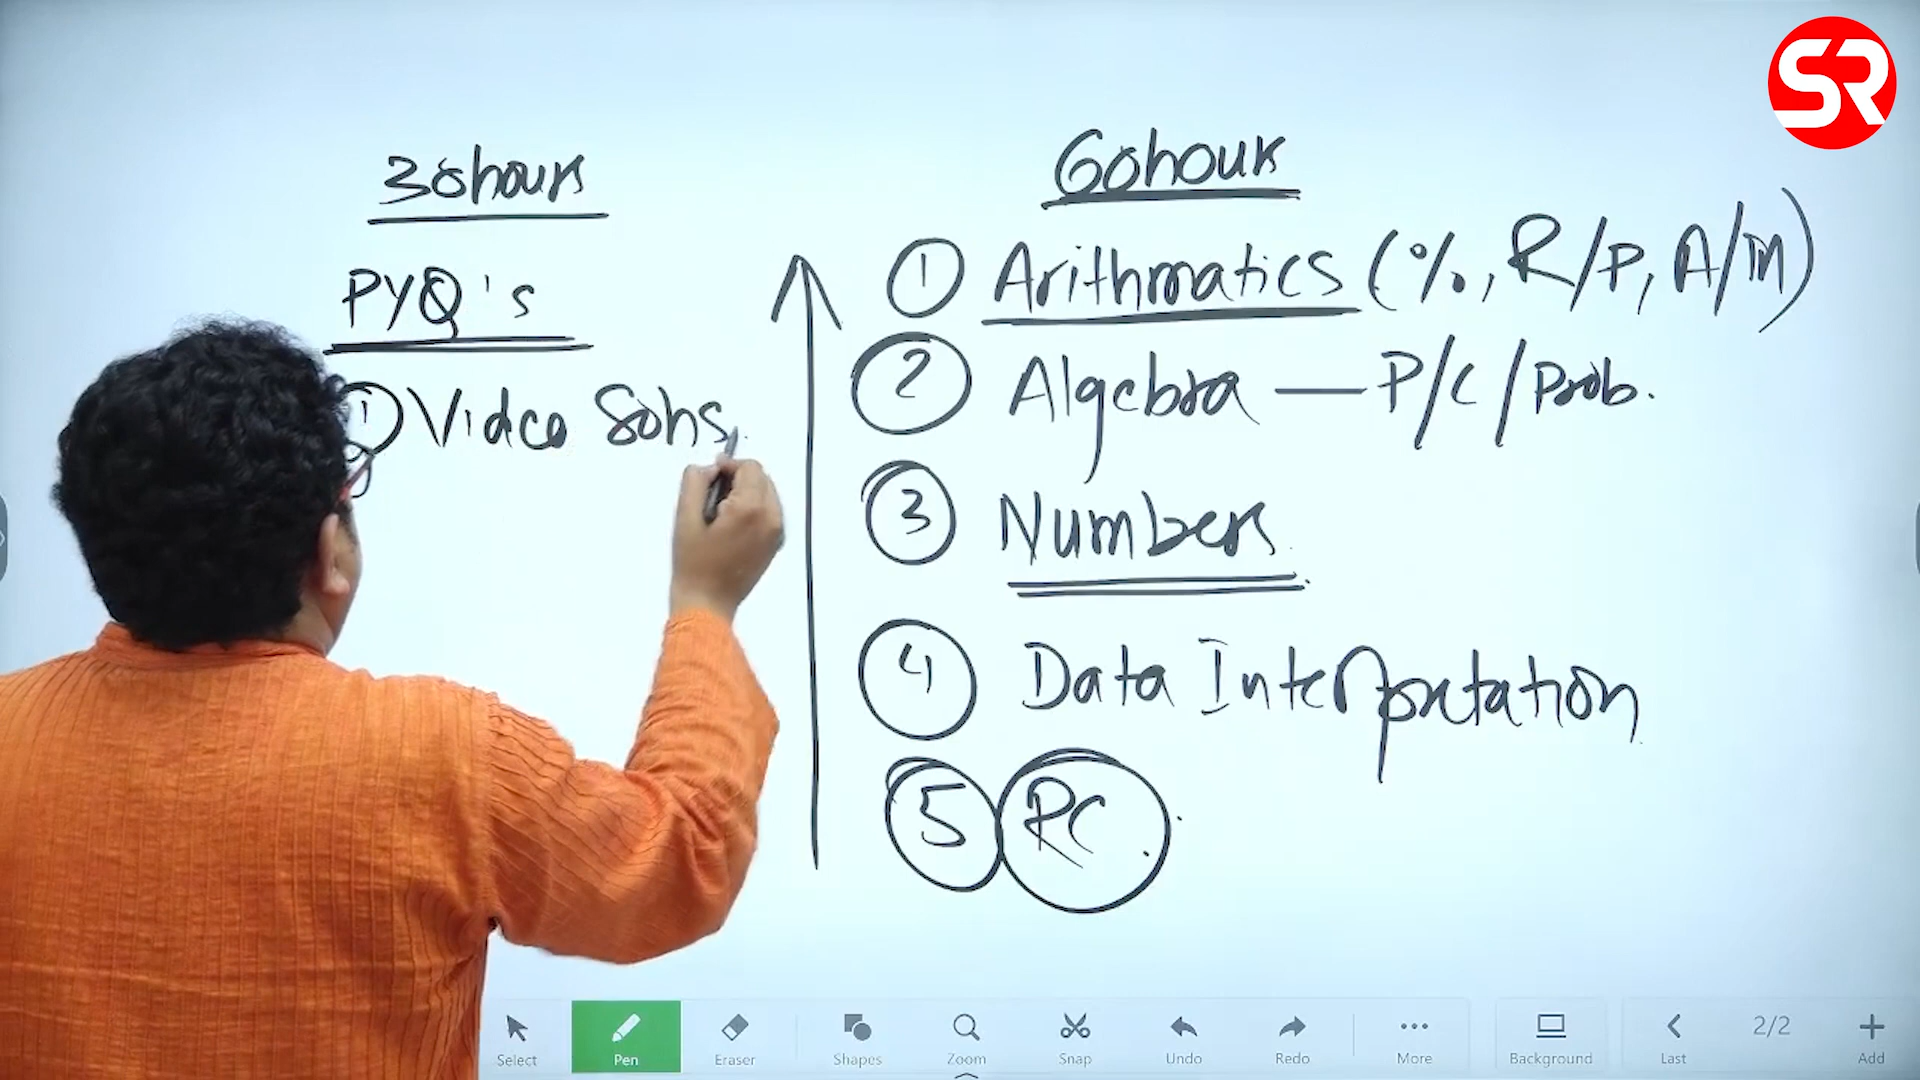 SR
30hours
PYQ's
1 Video Solns.
60hours
1 Arithmatics (%, R/P, A/M)
2 Algebra — P/C/Prob.
3 Numbers
4 Data Interpretation
5 RC
Select Pen Eraser Shapes Zoom Snap Undo Redo More Background Last 2/2 Add